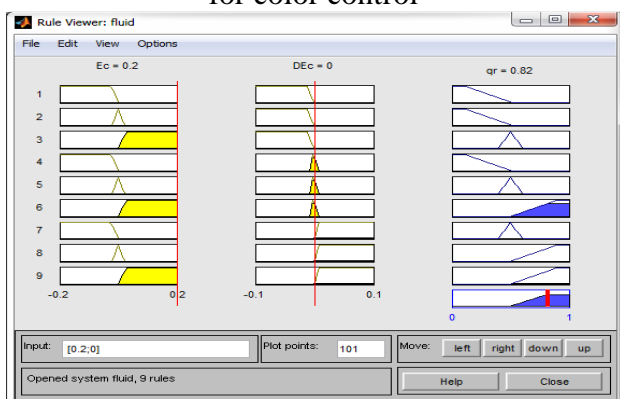 for color control
Rule Viewer: fluid
File Edit View Options
Ec = 0.2 DEc = 0 qr = 0.82
1
2
3
4
5
6
7
8
9
-0.2 0.2 -0.1 0.1
0 1
Input: [0.2;0] Plot points: 101 Move: left right down up
Opened system fluid, 9 rules Help Close